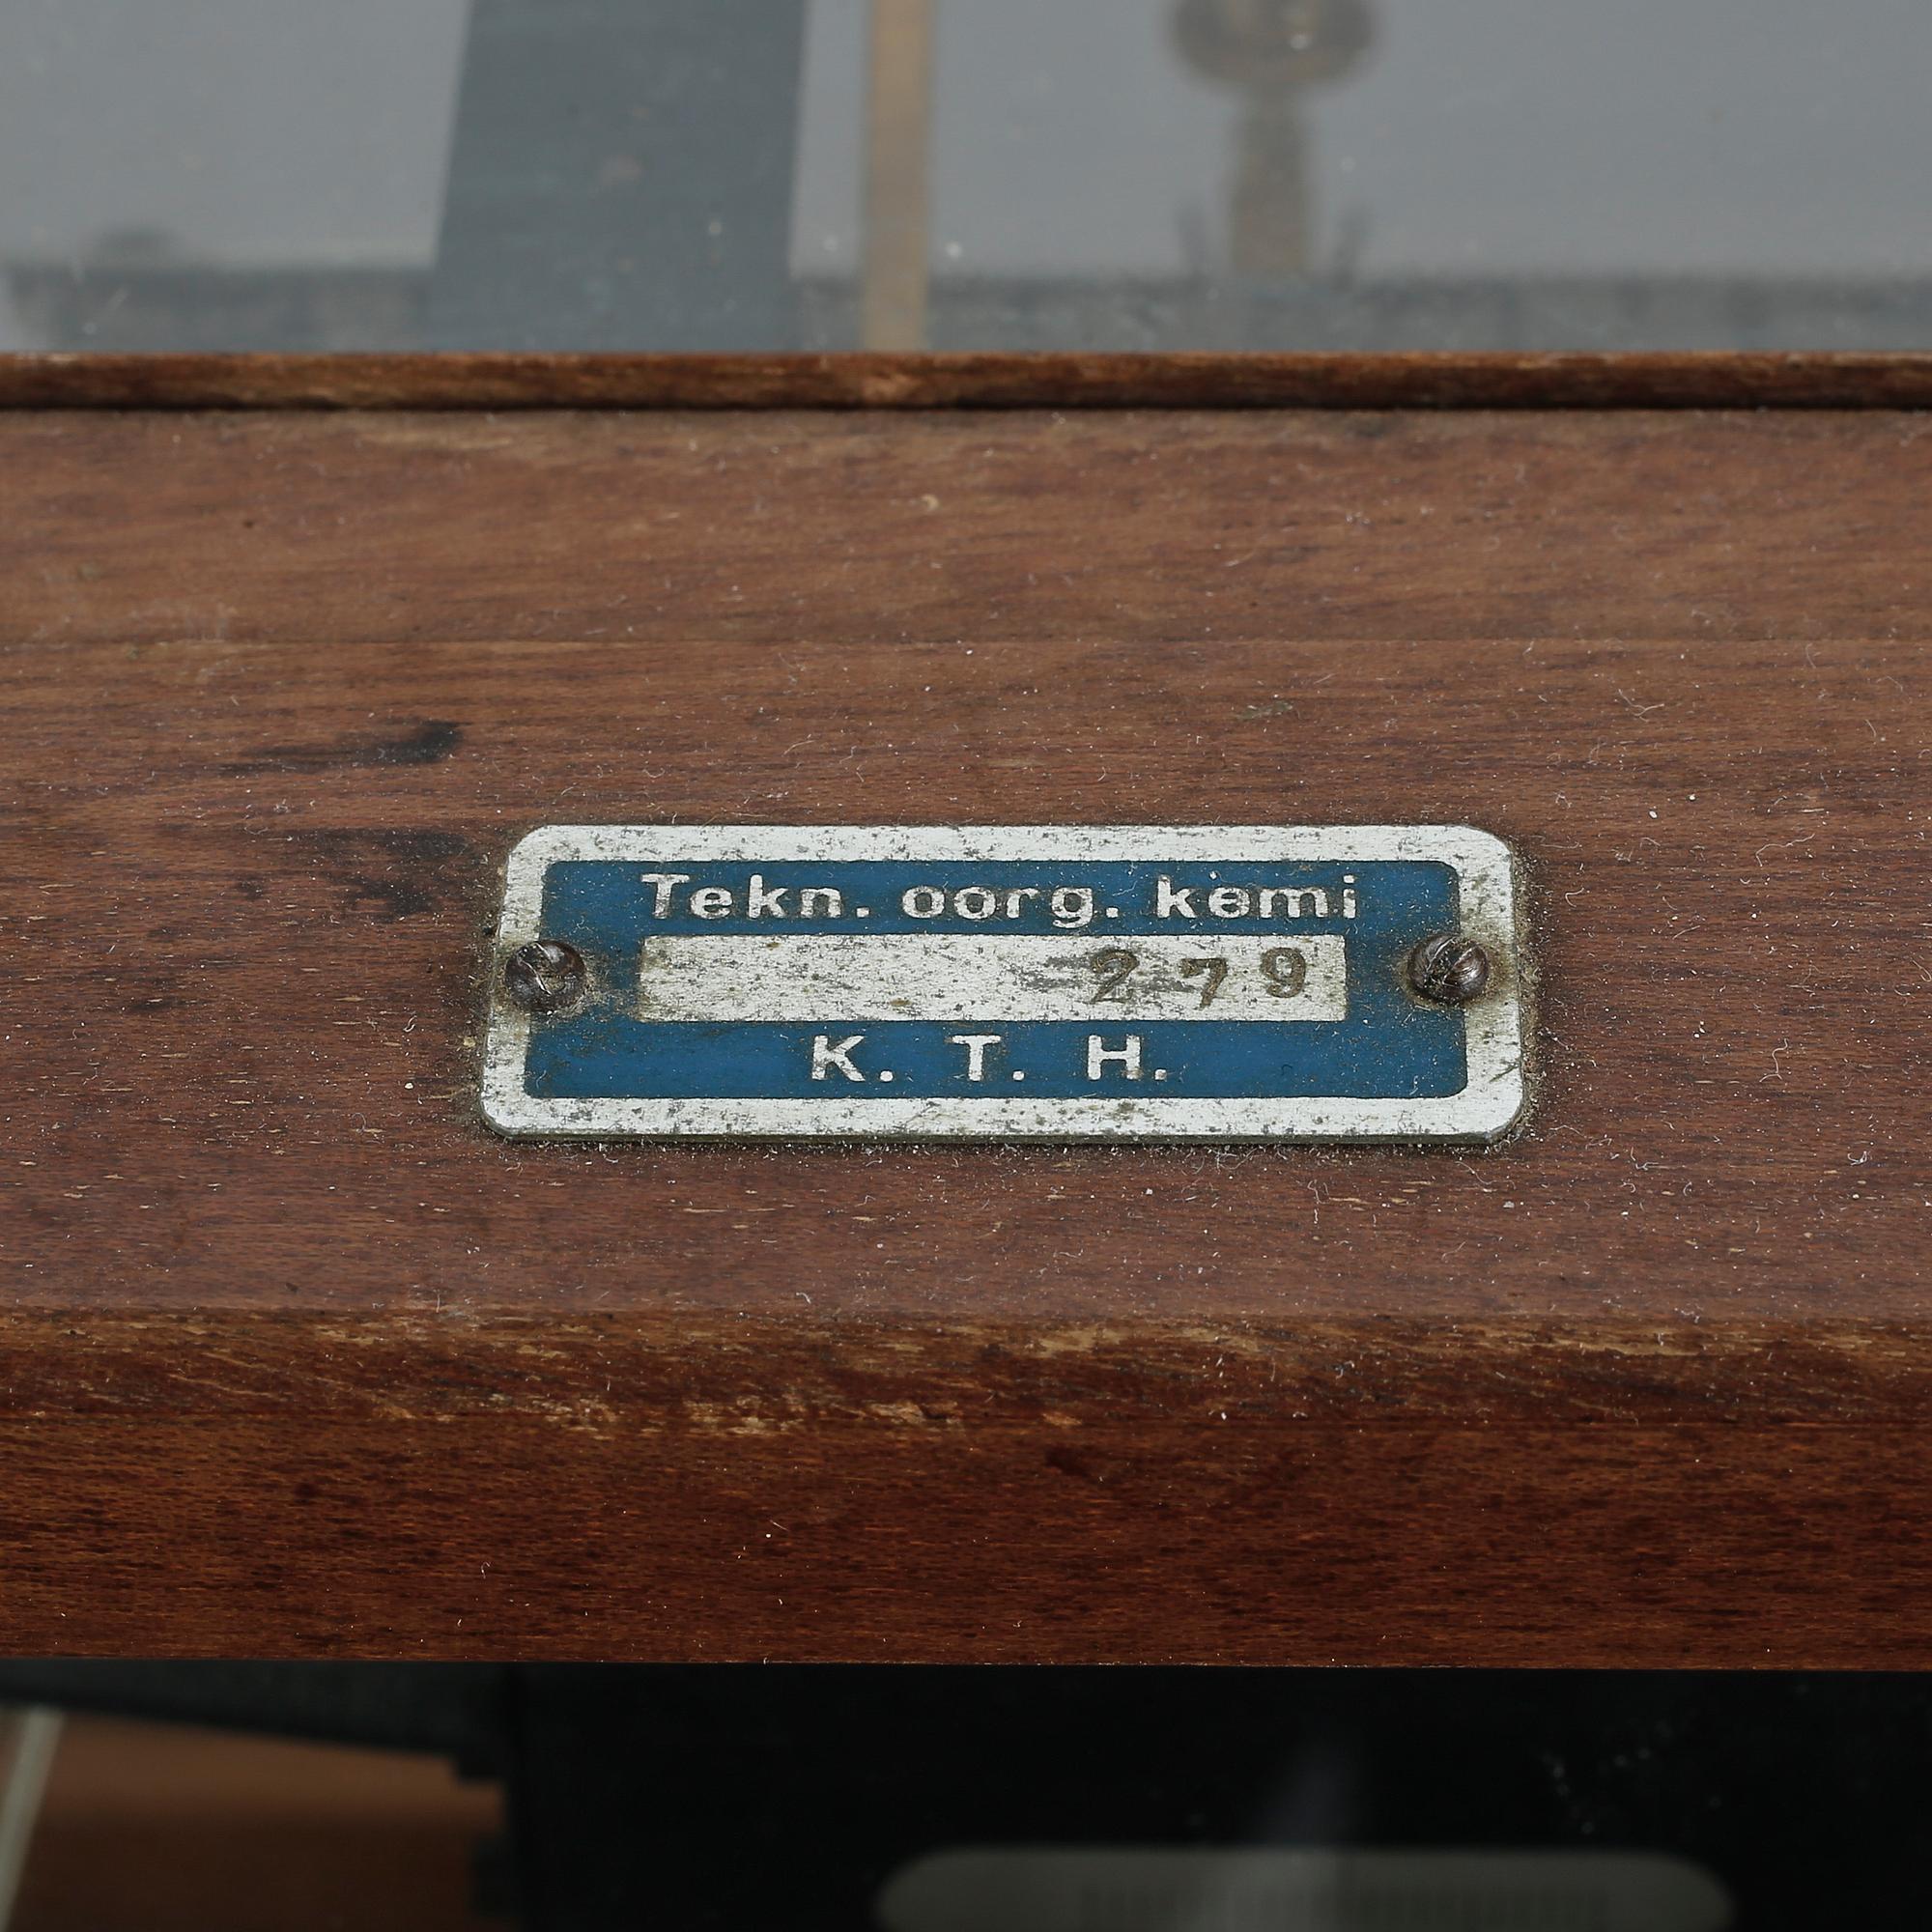 Tekn. oorg. kemi
279
K. T. H.